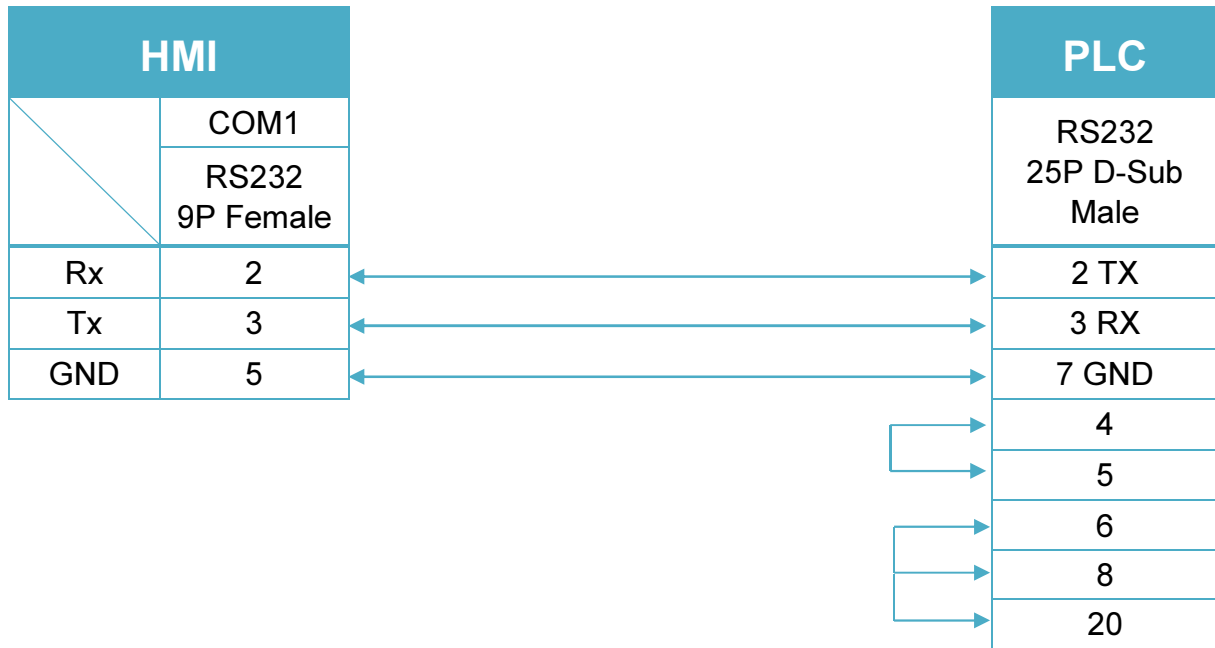 HMI
PLC
COM1
RS232
9P Female
RS232
25P D-Sub
Male
Rx 2 2 TX
Tx 3 3 RX
GND 5 7 GND
4
5
6
8
20